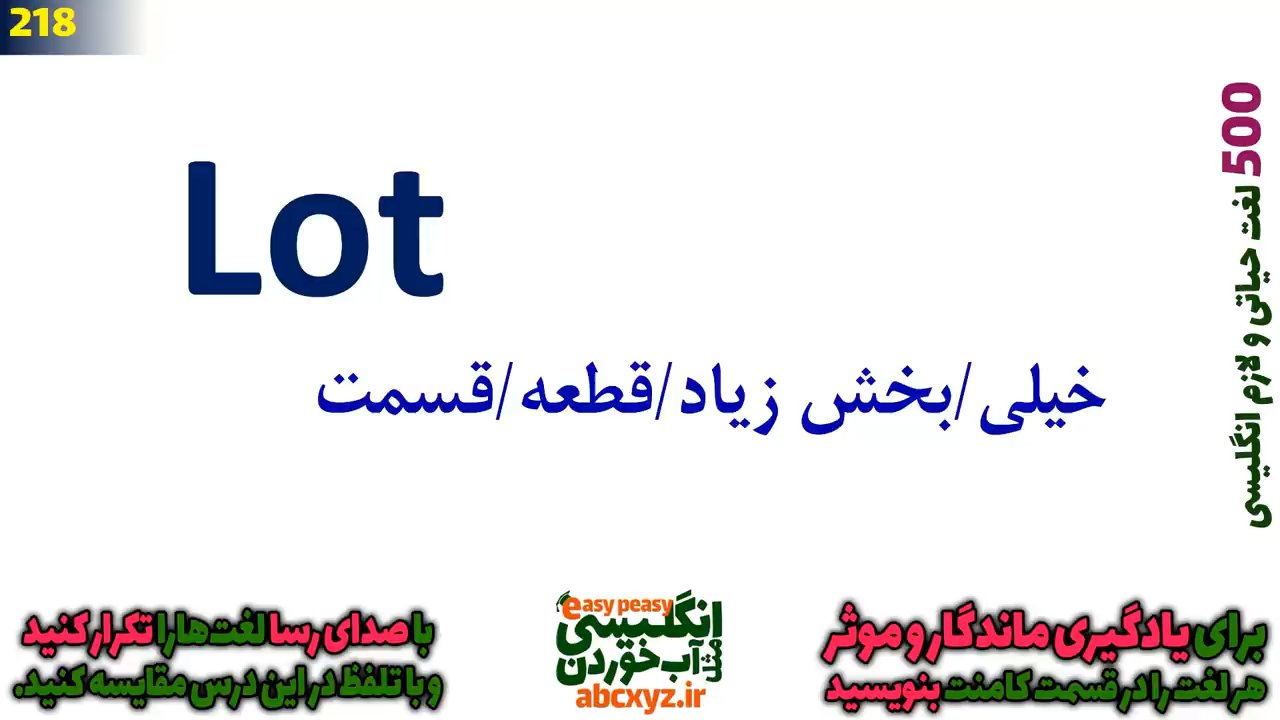 218
Lot
خیلی/بخش زیاد/قطعه/قسمت
500 لغت حیاتی و لازم انگلیسی
برای یادگیری ماندگار و موثر
هر لغت را در قسمت کامنت بنویسید
easy peasy
انگلیسی
مثل
آب خوردن
abcxyz.ir
با صدای رسا لغت‌ها را تکرار کنید
و با تلفظ در این درس مقایسه کنید.